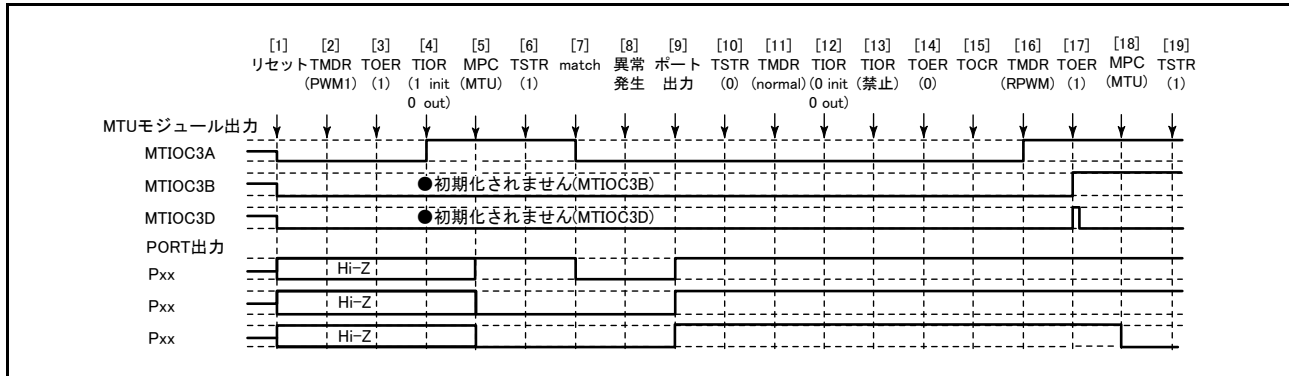 [1] [2] [3] [4] [5] [6] [7] [8] [9] [10] [11] [12] [13] [14] [15] [16] [17] [18] [19]
リセット TMDR TOER TIOR MPC TSTR match 異常 ポート TSTR TMDR TIOR TIOR TOER TOCR TMDR TOER MPC TSTR
(PWM1) (1) (1 init (MTU) (1) 発生 出力 (0) (normal) (0 init (禁止) (0) (RPWM) (1) (MTU) (1)
0 out) 0 out)
MTUモジュール出力
MTIOC3A
MTIOC3B ●初期化されません(MTIOC3B)
MTIOC3D ●初期化されません(MTIOC3D)
PORT出力
Pxx Hi-Z
Pxx Hi-Z
Pxx Hi-Z